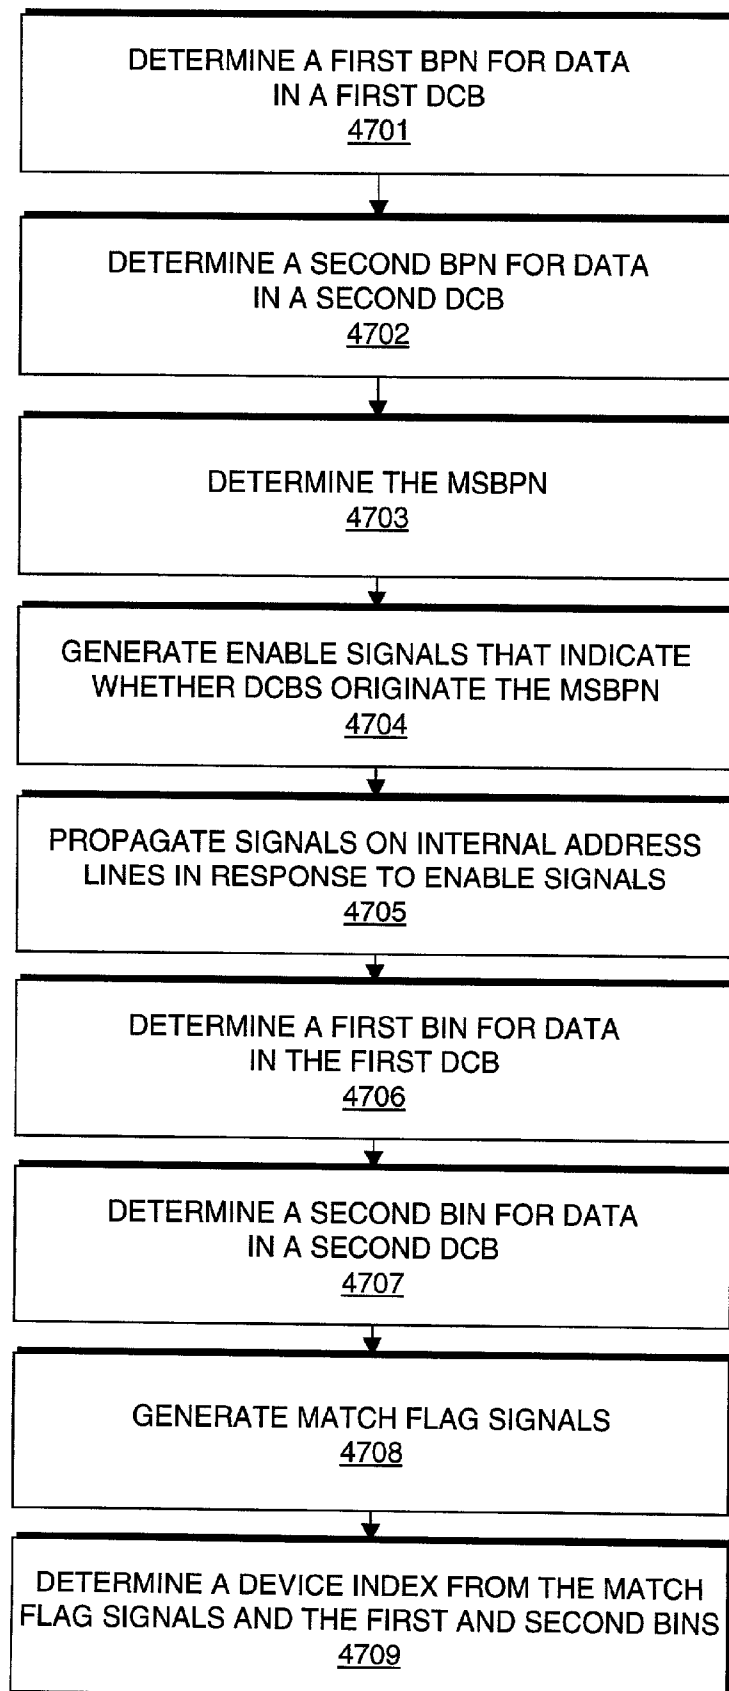 DETERMINE A FIRST BPN FOR DATA
IN A FIRST DCB
4701
DETERMINE A SECOND BPN FOR DATA
IN A SECOND DCB
4702
DETERMINE THE MSBPN
4703
GENERATE ENABLE SIGNALS THAT INDICATE
WHETHER DCBS ORIGINATE THE MSBPN
4704
PROPAGATE SIGNALS ON INTERNAL ADDRESS
LINES IN RESPONSE TO ENABLE SIGNALS
4705
DETERMINE A FIRST BIN FOR DATA
IN THE FIRST DCB
4706
DETERMINE A SECOND BIN FOR DATA
IN A SECOND DCB
4707
GENERATE MATCH FLAG SIGNALS
4708
DETERMINE A DEVICE INDEX FROM THE MATCH
FLAG SIGNALS AND THE FIRST AND SECOND BINS
4709